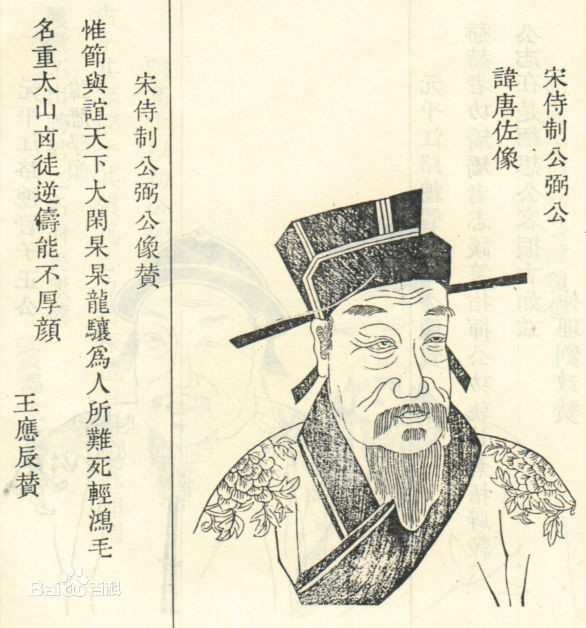 宋侍制公弼公
諱唐佐像
宋侍制公弼公像賛
惟節與誼天下大閑杲杲龍驤爲人所難死輕鴻毛
名重太山卤徒逆儔能不厚顔
王應辰賛
Bai百科